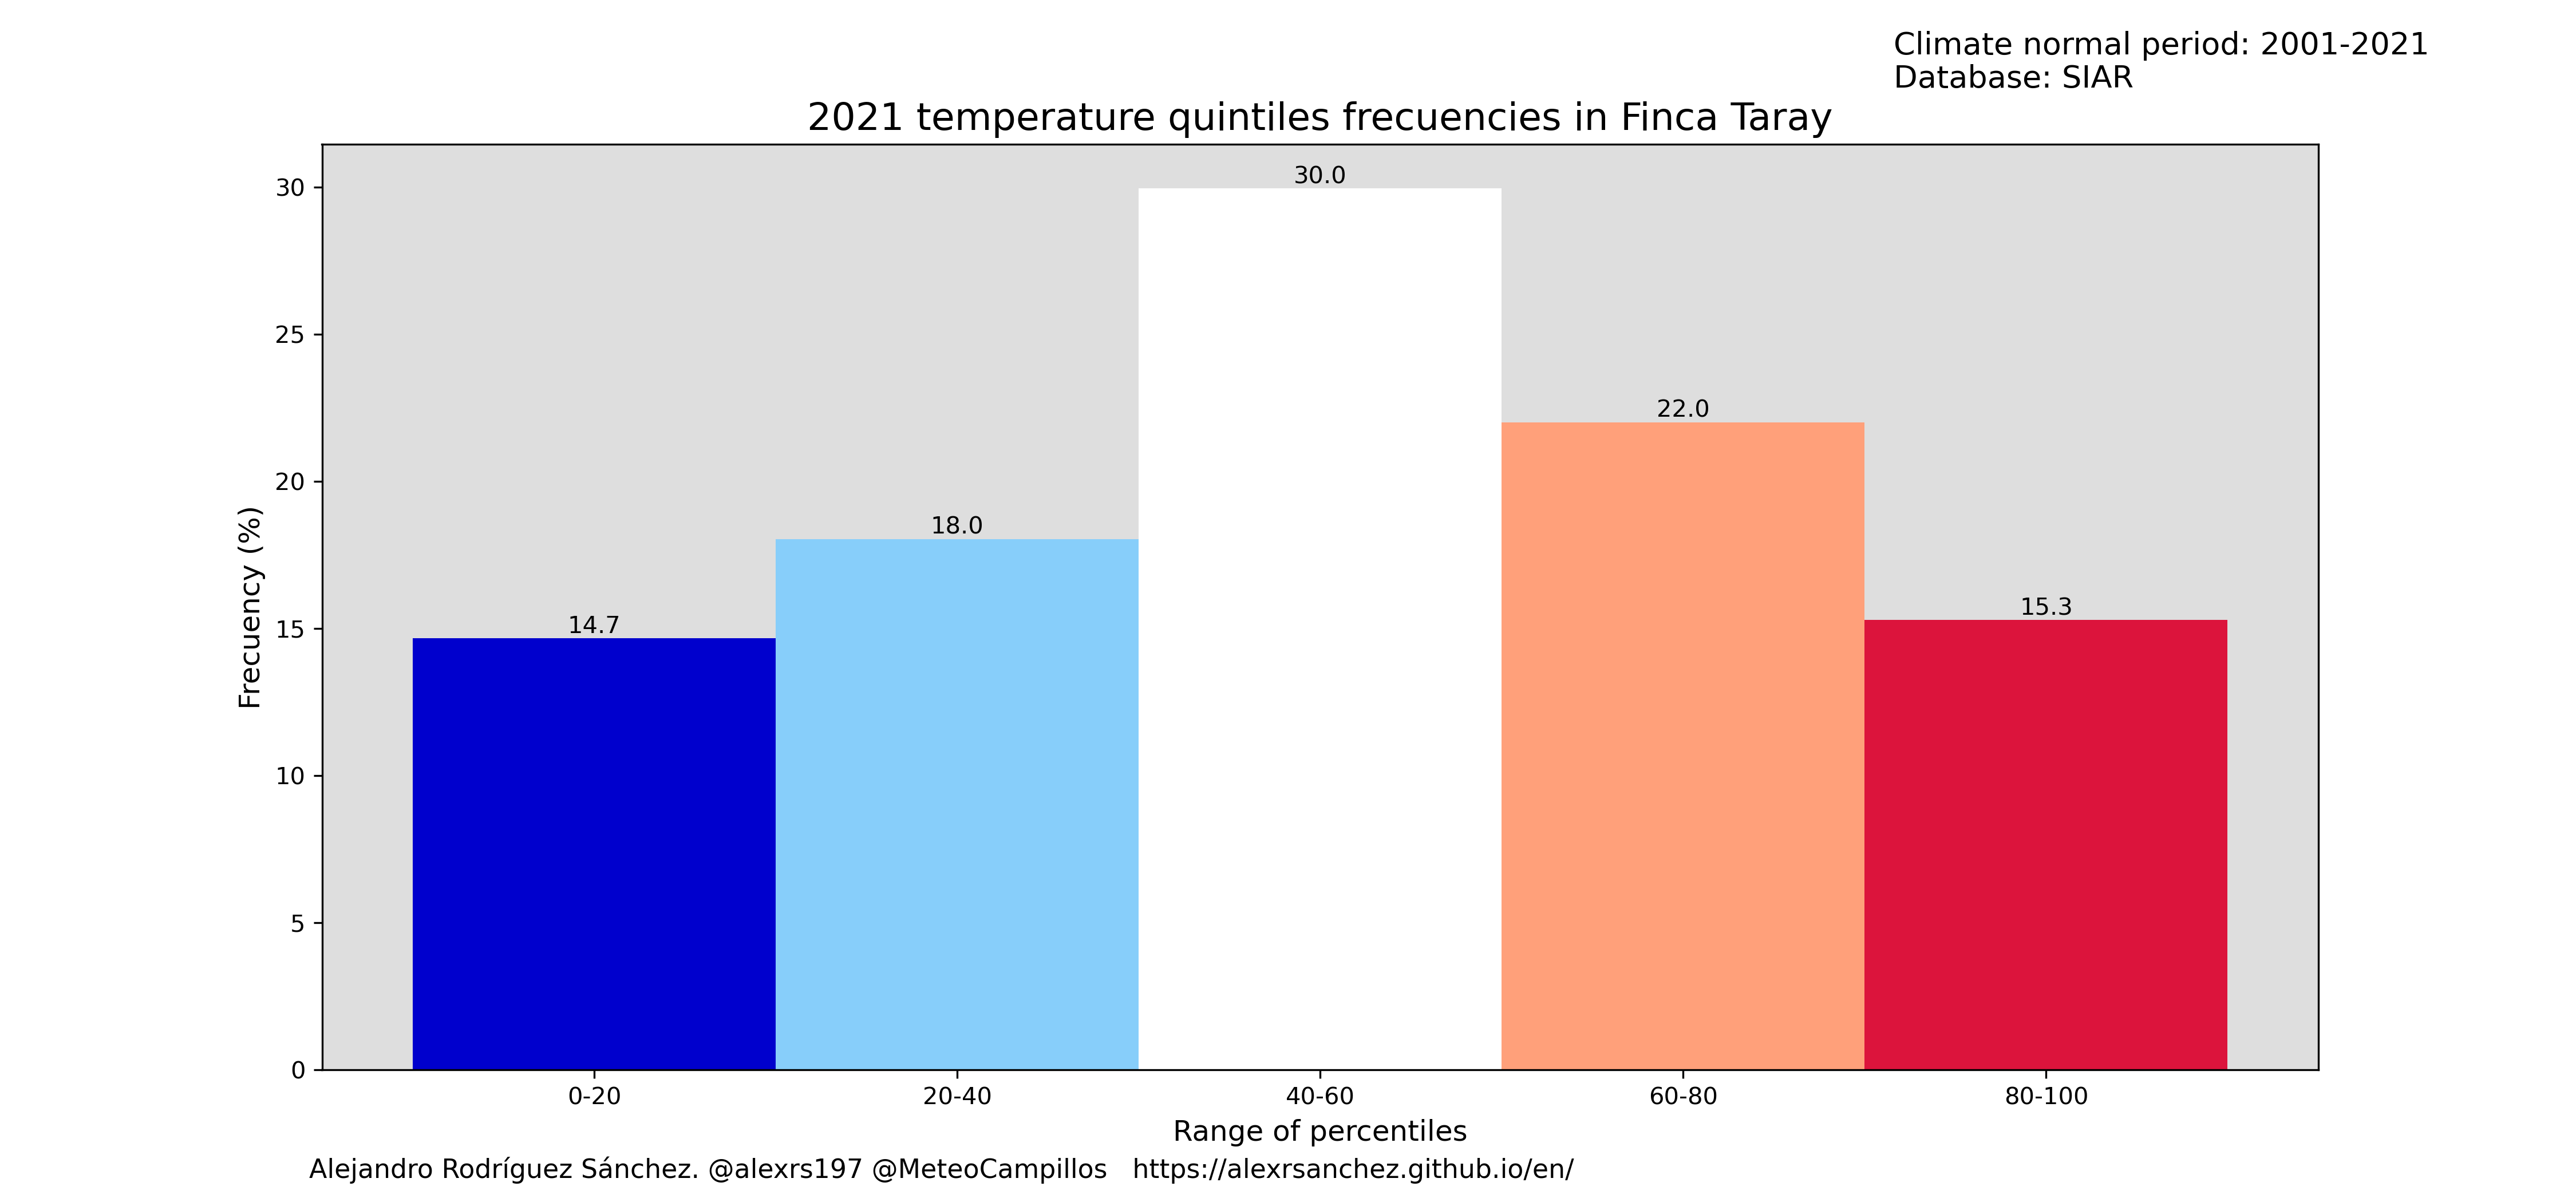 Climate normal period: 2001-2021
Database: SIAR
2021 temperature quintiles frecuencies in Finca Taray
Frecuency (%)
30
25
20
15
10
5
0
14.7
18.0
30.0
22.0
15.3
0-20
20-40
40-60
60-80
80-100
Range of percentiles
Alejandro Rodríguez Sánchez. @alexrs197 @MeteoCampillos   https://alexrsanchez.github.io/en/